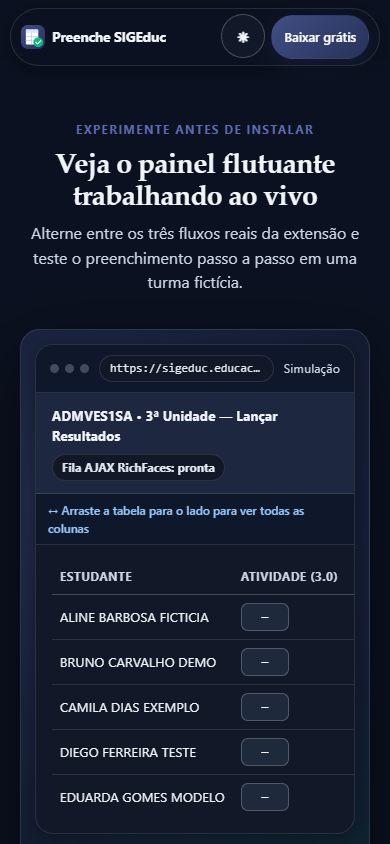 Preenche SIGEduc
Baixar grátis
EXPERIMENTE ANTES DE INSTALAR
Veja o painel flutuante
trabalhando ao vivo
Alterne entre os três fluxos reais da extensão e
teste o preenchimento passo a passo em uma
turma fictícia.
https://sigeduc.educac…
Simulação
ADMVES1SA • 3ª Unidade — Lançar
Resultados
Fila AJAX RichFaces: pronta
↔ Arraste a tabela para o lado para ver todas as
colunas
ESTUDANTE ATIVIDADE (3.0)
ALINE BARBOSA FICTICIA –
BRUNO CARVALHO DEMO –
CAMILA DIAS EXEMPLO –
DIEGO FERREIRA TESTE –
EDUARDA GOMES MODELO –